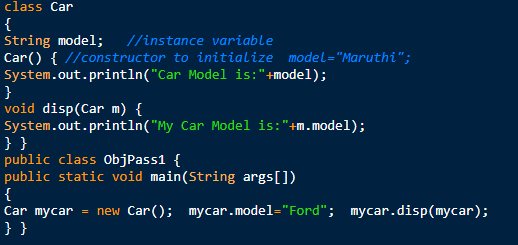 class Car
{
String model;   //instance variable
Car() { //constructor to initialize  model="Maruthi";
System.out.println("Car Model is:"+model);
}
void disp(Car m) {
System.out.println("My Car Model is:"+m.model);
} }
public class ObjPass1 {
public static void main(String args[])
{
Car mycar = new Car();  mycar.model="Ford";  mycar.disp(mycar);
} }